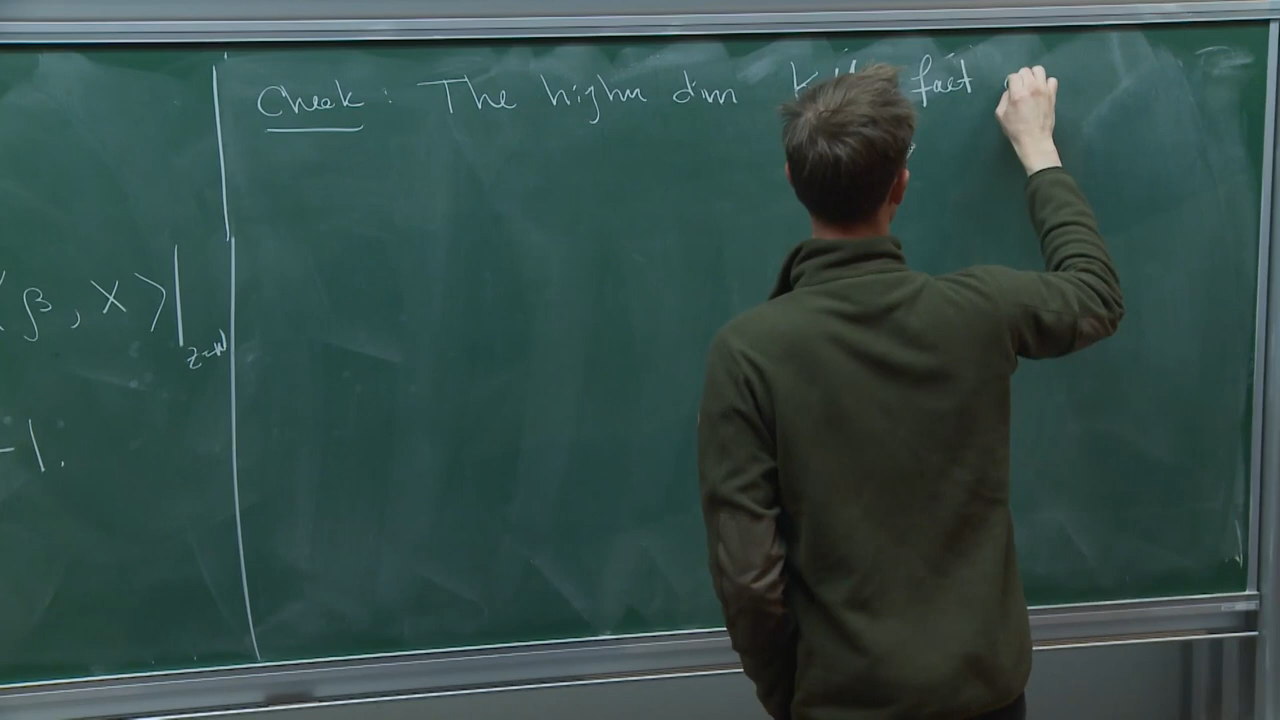 ⟨β, X⟩|z=w
-1.
Check: The higher dim fact